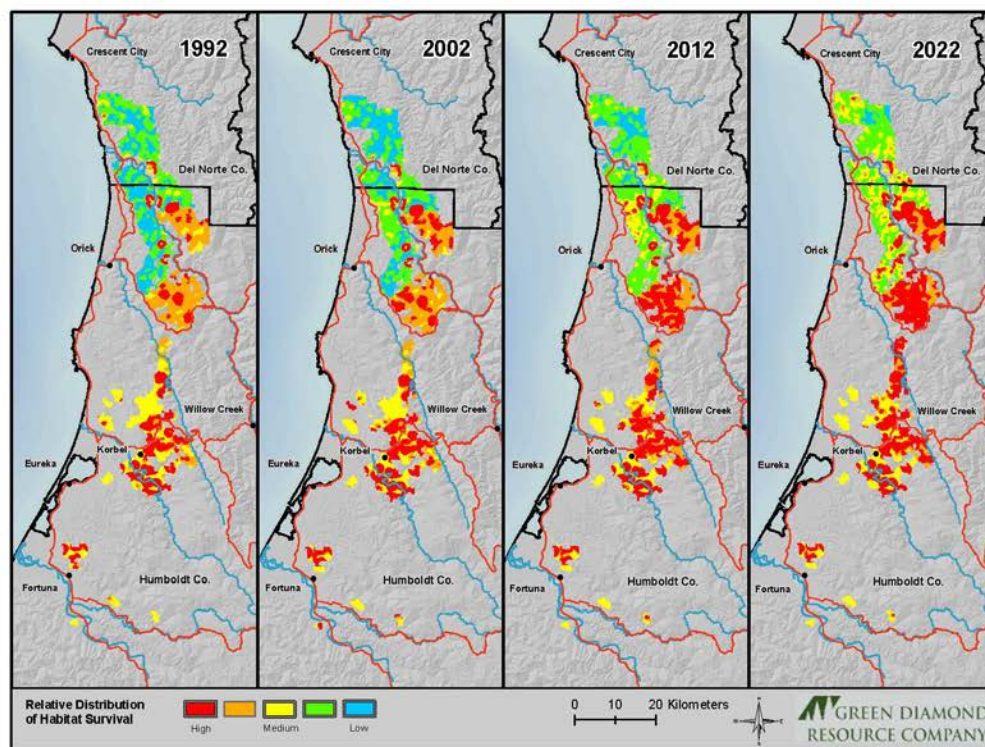 1992
Crescent City
Del Norte Co.
Orick
Willow Creek
Korbel
Eureka
Humboldt Co.
Fortuna
2002
Crescent City
Del Norte Co.
Orick
Willow Creek
Korbel
Eureka
Humboldt Co.
Fortuna
2012
Crescent City
Del Norte Co.
Orick
Willow Creek
Korbel
Eureka
Humboldt Co.
Fortuna
2022
Crescent City
Del Norte Co.
Orick
Willow Creek
Korbel
Eureka
Humboldt Co.
Fortuna
Relative Distribution
of Habitat Survival
High Medium Low
0 10 20 Kilometers
GREEN DIAMOND
RESOURCE COMPANY